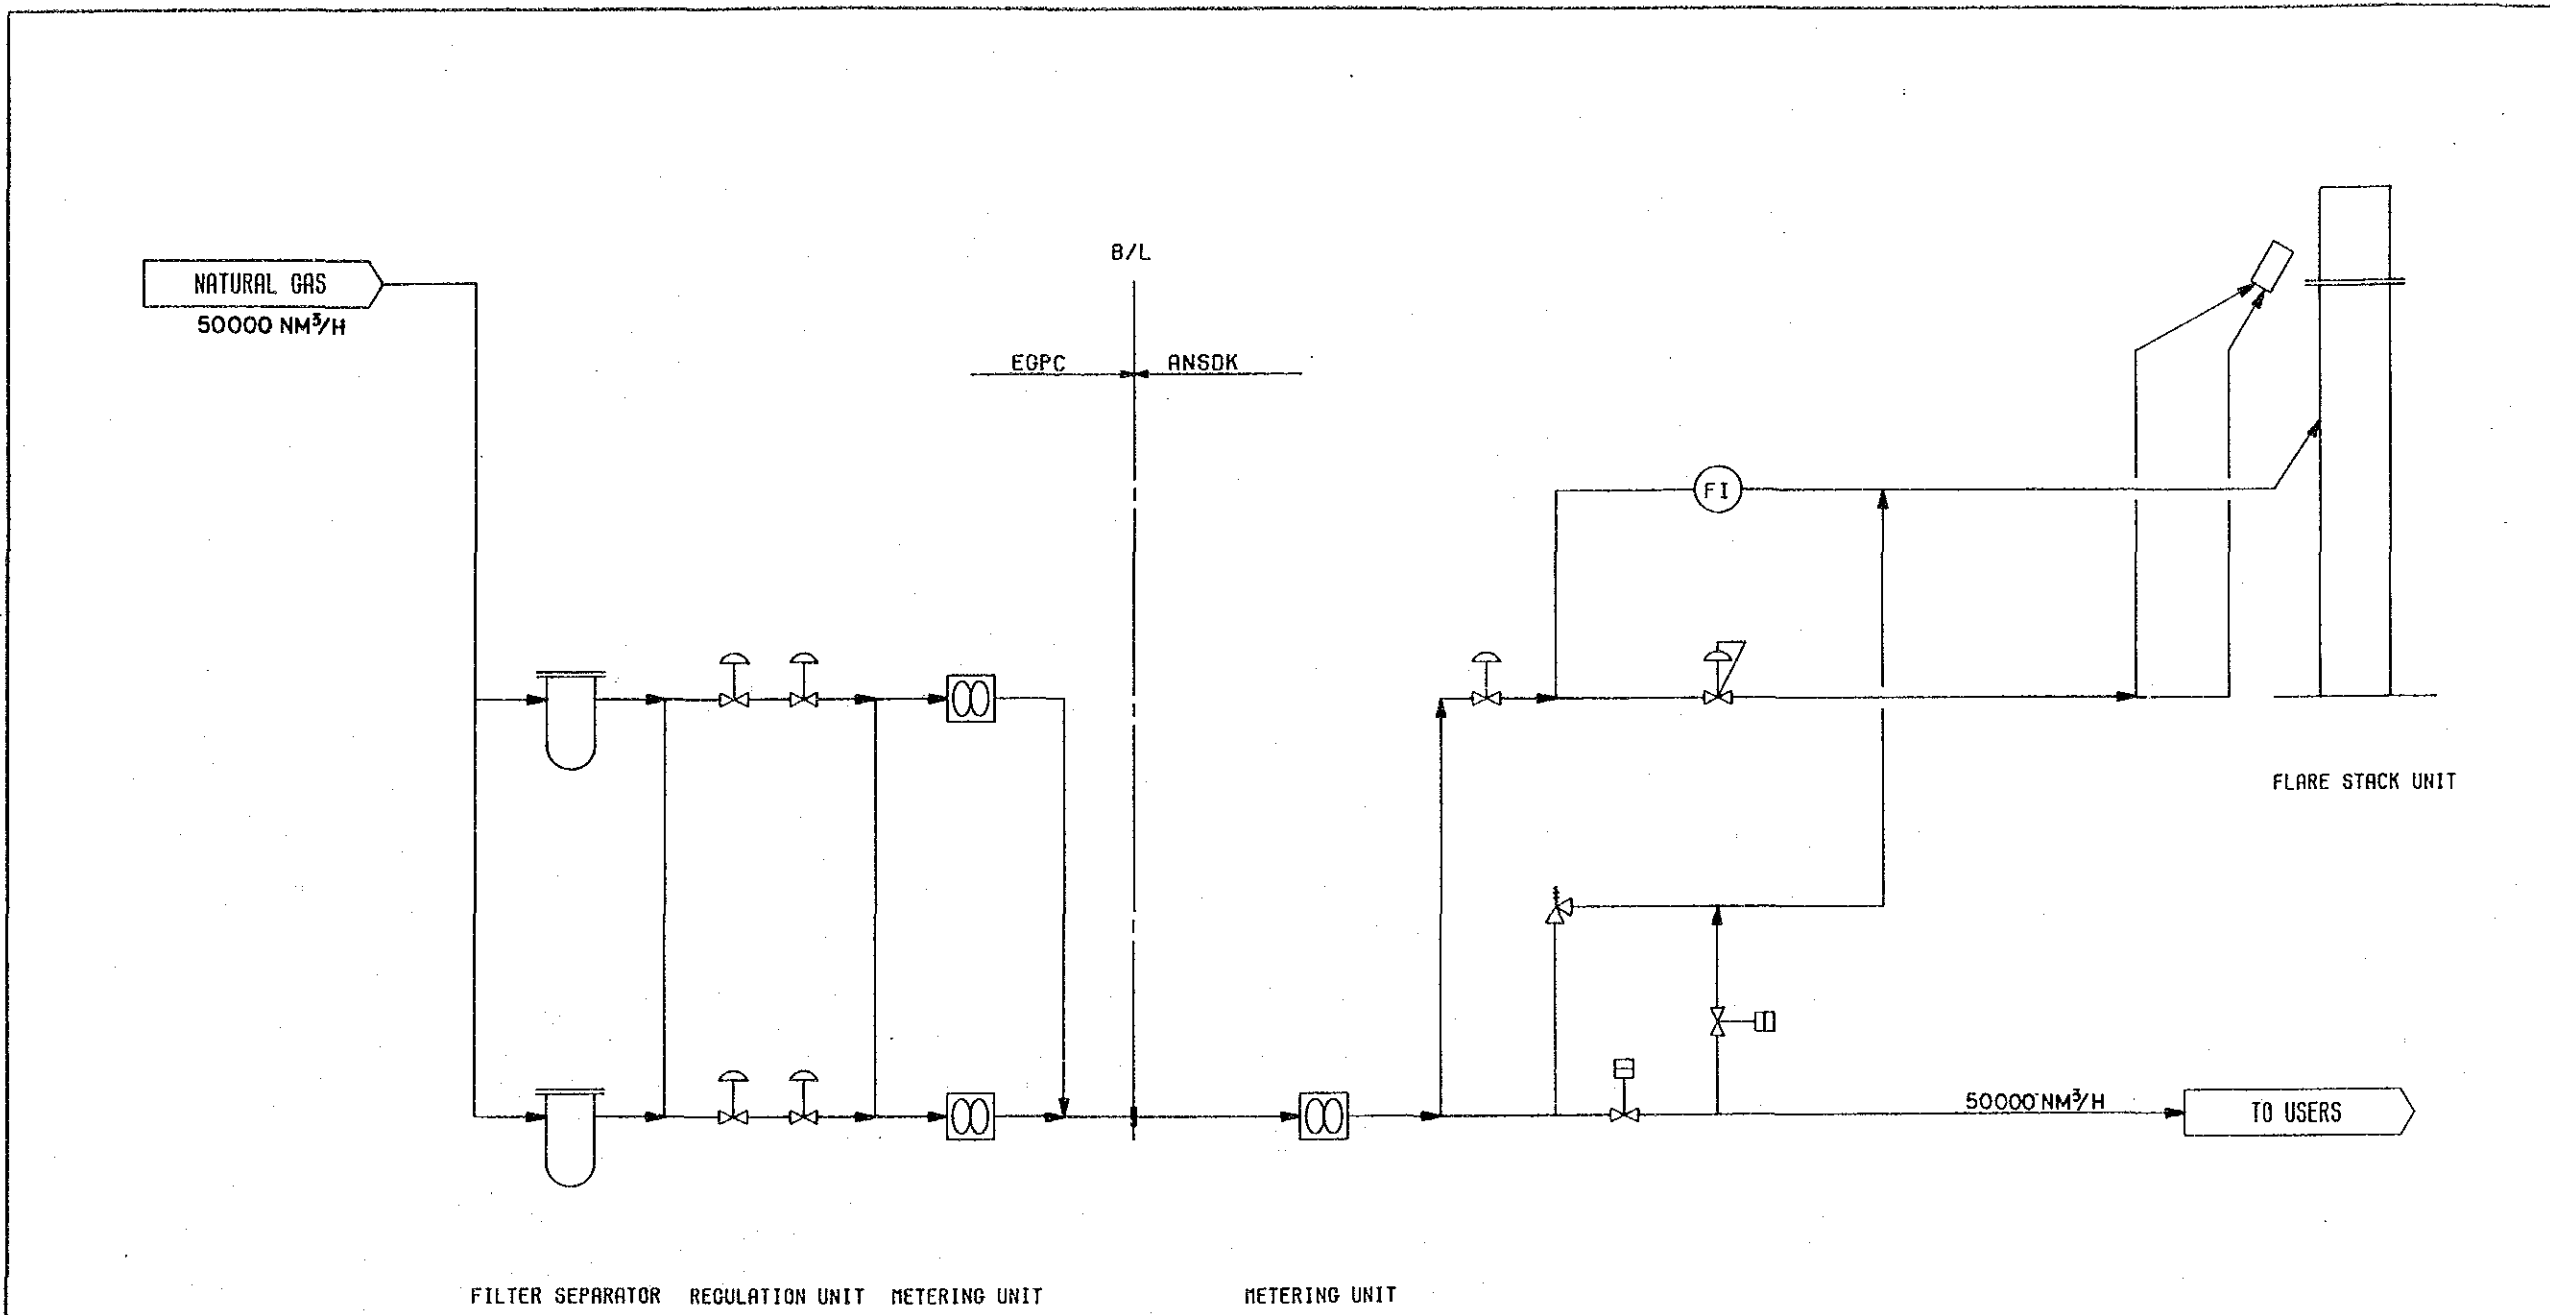 B/L
NATURAL GAS
50000 NM³/H
EGPC
ANSDK
FI
FLARE STACK UNIT
50000 NM³/H
TO USERS
FILTER SEPARATOR
REGULATION UNIT
METERING UNIT
METERING UNIT